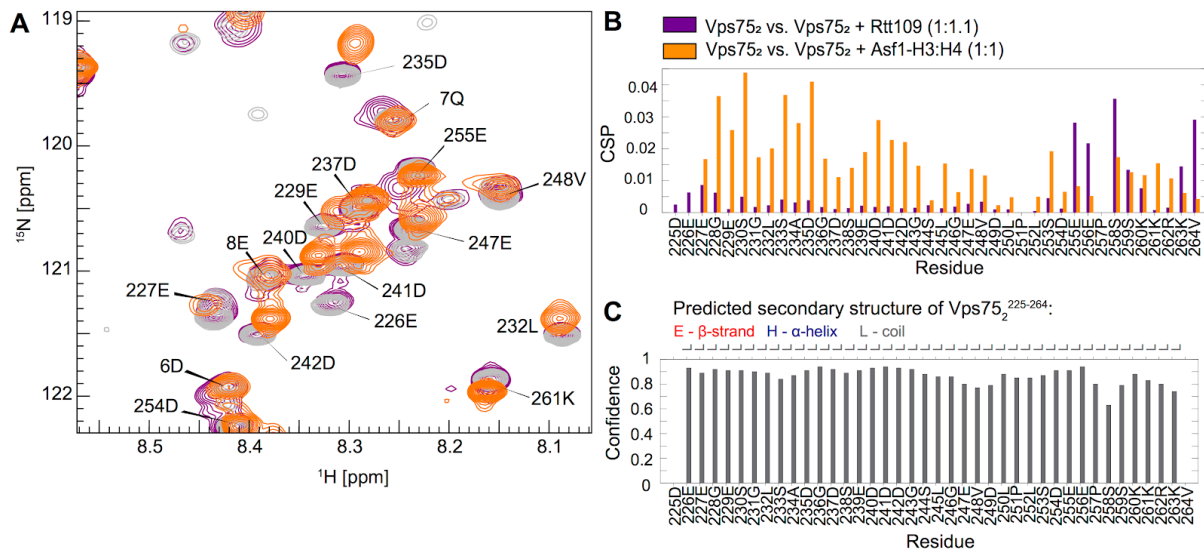 A
119
120
121
122
¹⁵N [ppm]
8.5
8.4
8.3
8.2
8.1
¹H [ppm]
235D
7Q
255E
237D
248V
229E
247E
8E
240D
241D
227E
226E
232L
242D
6D
261K
254D
B
Vps75₂ vs. Vps75₂ + Rtt109 (1:1.1)
Vps75₂ vs. Vps75₂ + Asf1-H3:H4 (1:1)
CSP
0.04
0.03
0.02
0.01
0
225D 226E 227E 228G 229E 230S 231G 232L 233S 234A 235D 236G 237D 238S 239E 240D 241D 242D 243G 244S 245L 246G 247E 248V 249D 250L 251P 252L 253S 254D 255E 256E 257P 258S 259S 260K 261K 262R 263K 264V
Residue
C
Predicted secondary structure of Vps75₂²²⁵⁻²⁶⁴:
E - β-strand H - α-helix L - coil
L L L L L L L L L L L L L L L L L L L L L L L L L L L L L L L L L L L L L L
Confidence
1
0.8
0.6
0.4
0.2
0
225D 226E 227E 228G 229E 230S 231G 232L 233S 234A 235D 236G 237D 238S 239E 240D 241D 242D 243G 244S 245L 246G 247E 248V 249D 250L 251P 252L 253S 254D 255E 256E 257P 258S 259S 260K 261K 262R 263K 264V
Residue